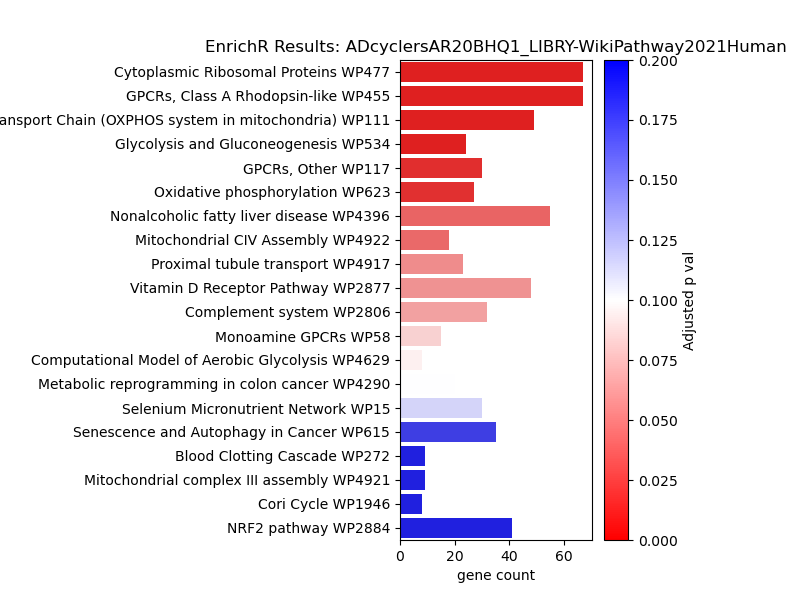 EnrichR Results: ADcyclersAR20BHQ1_LIBRY-WikiPathway2021Human
Cytoplasmic Ribosomal Proteins WP477
GPCRs, Class A Rhodopsin-like WP455
ansport Chain (OXPHOS system in mitochondria) WP111
Glycolysis and Gluconeogenesis WP534
GPCRs, Other WP117
Oxidative phosphorylation WP623
Nonalcoholic fatty liver disease WP4396
Mitochondrial CIV Assembly WP4922
Proximal tubule transport WP4917
Vitamin D Receptor Pathway WP2877
Complement system WP2806
Monoamine GPCRs WP58
Computational Model of Aerobic Glycolysis WP4629
Metabolic reprogramming in colon cancer WP4290
Selenium Micronutrient Network WP15
Senescence and Autophagy in Cancer WP615
Blood Clotting Cascade WP272
Mitochondrial complex III assembly WP4921
Cori Cycle WP1946
NRF2 pathway WP2884
0 20 40 60
gene count
0.200
0.175
0.150
0.125
0.100
0.075
0.050
0.025
0.000
Adjusted p val